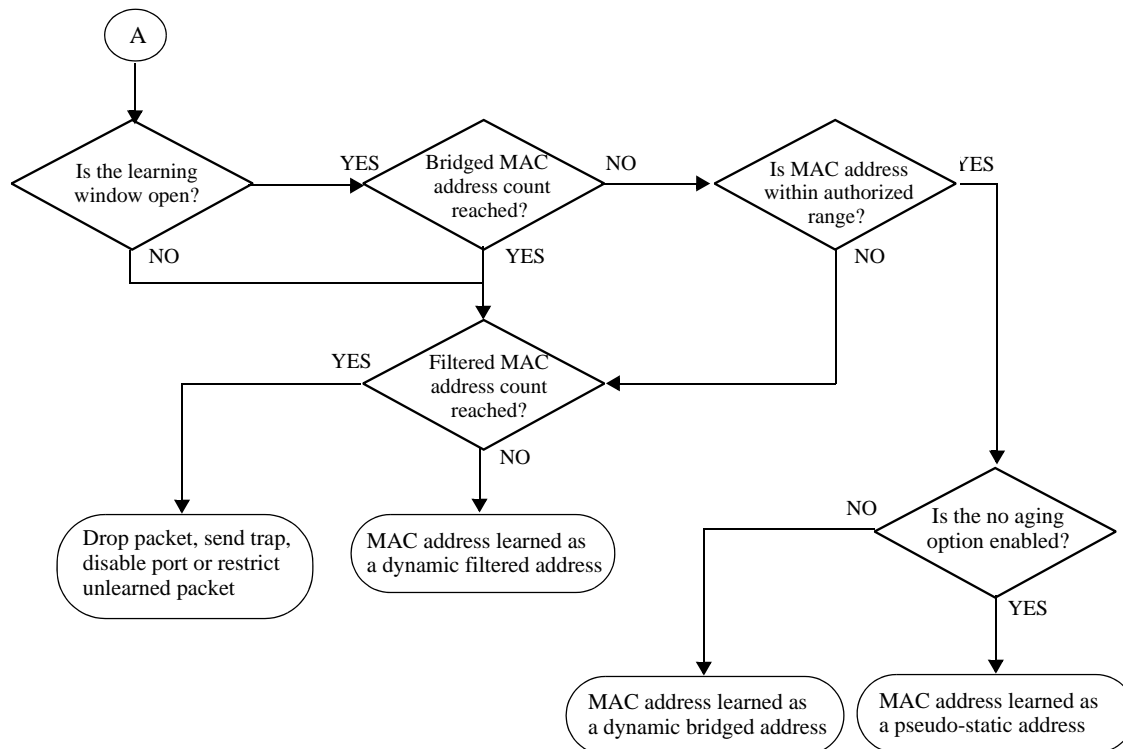 A
Is the learning
window open?
YES
Bridged MAC
address count
reached?
NO
Is MAC address
within authorized
range?
YES
NO
YES
NO
YES
Filtered MAC
address count
reached?
NO
Drop packet, send trap,
disable port or restrict
unlearned packet
MAC address learned as
a dynamic filtered address
NO
Is the no aging
option enabled?
YES
MAC address learned as
a dynamic bridged address
MAC address learned as
a pseudo-static address